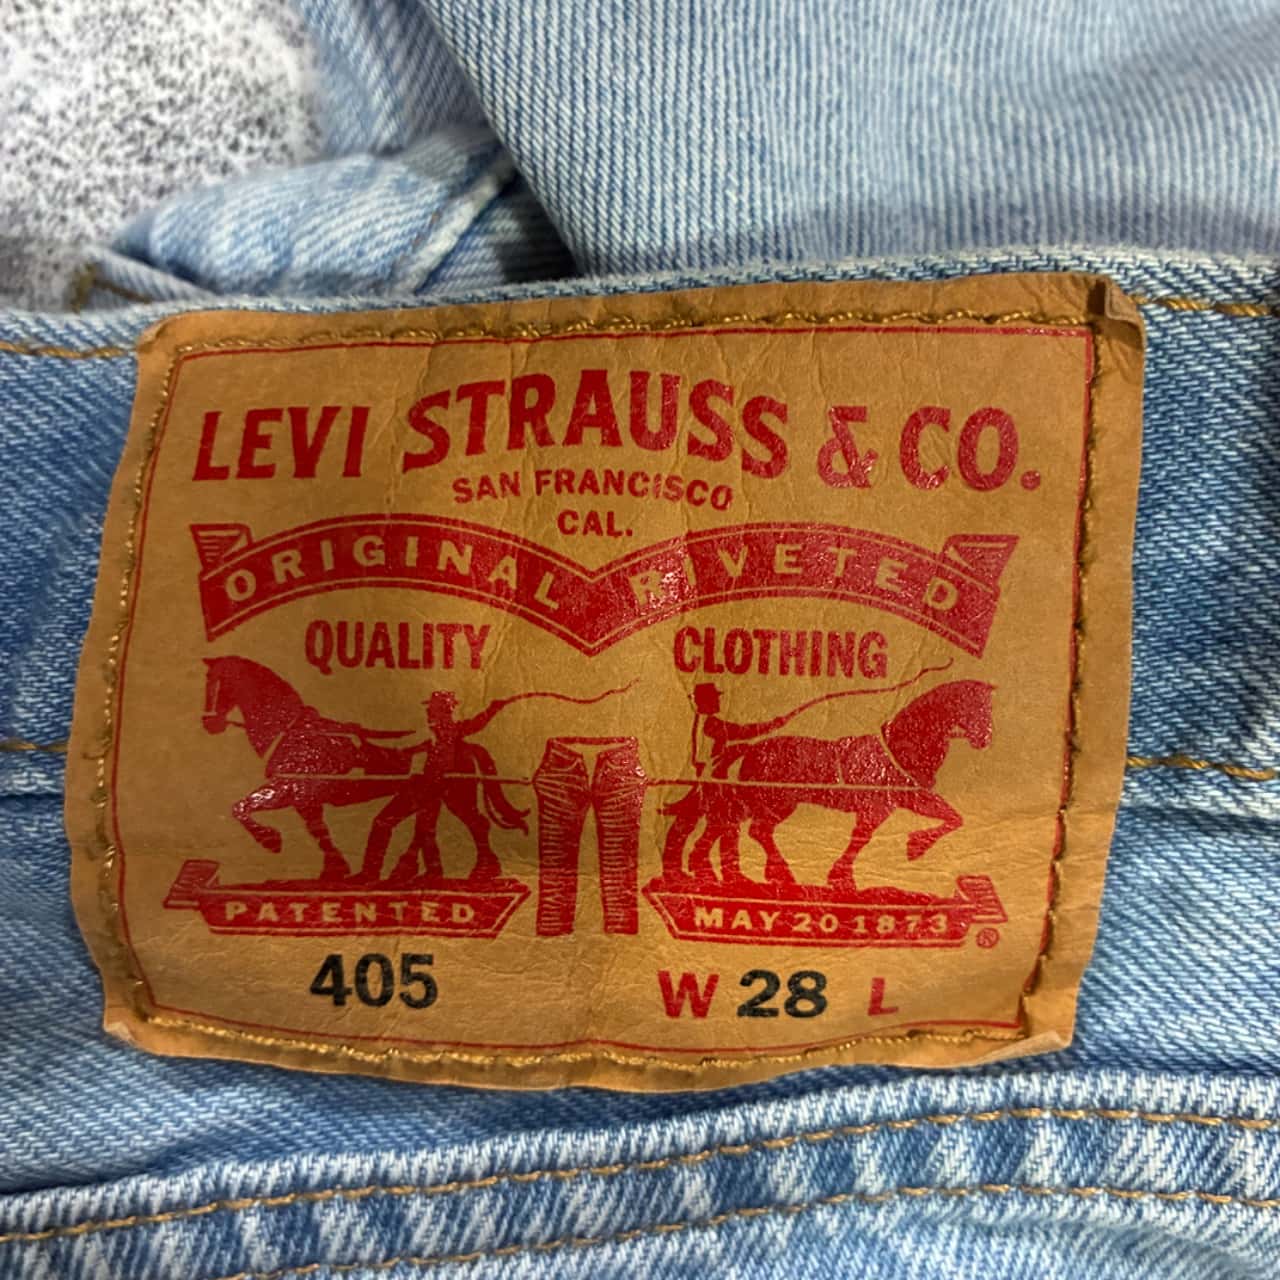 LEVI STRAUSS & CO.
SAN FRANCISCO
CAL.
ORIGINAL RIVETED
QUALITY CLOTHING
PATENTED MAY 20 1873 ®
405 W 28 L